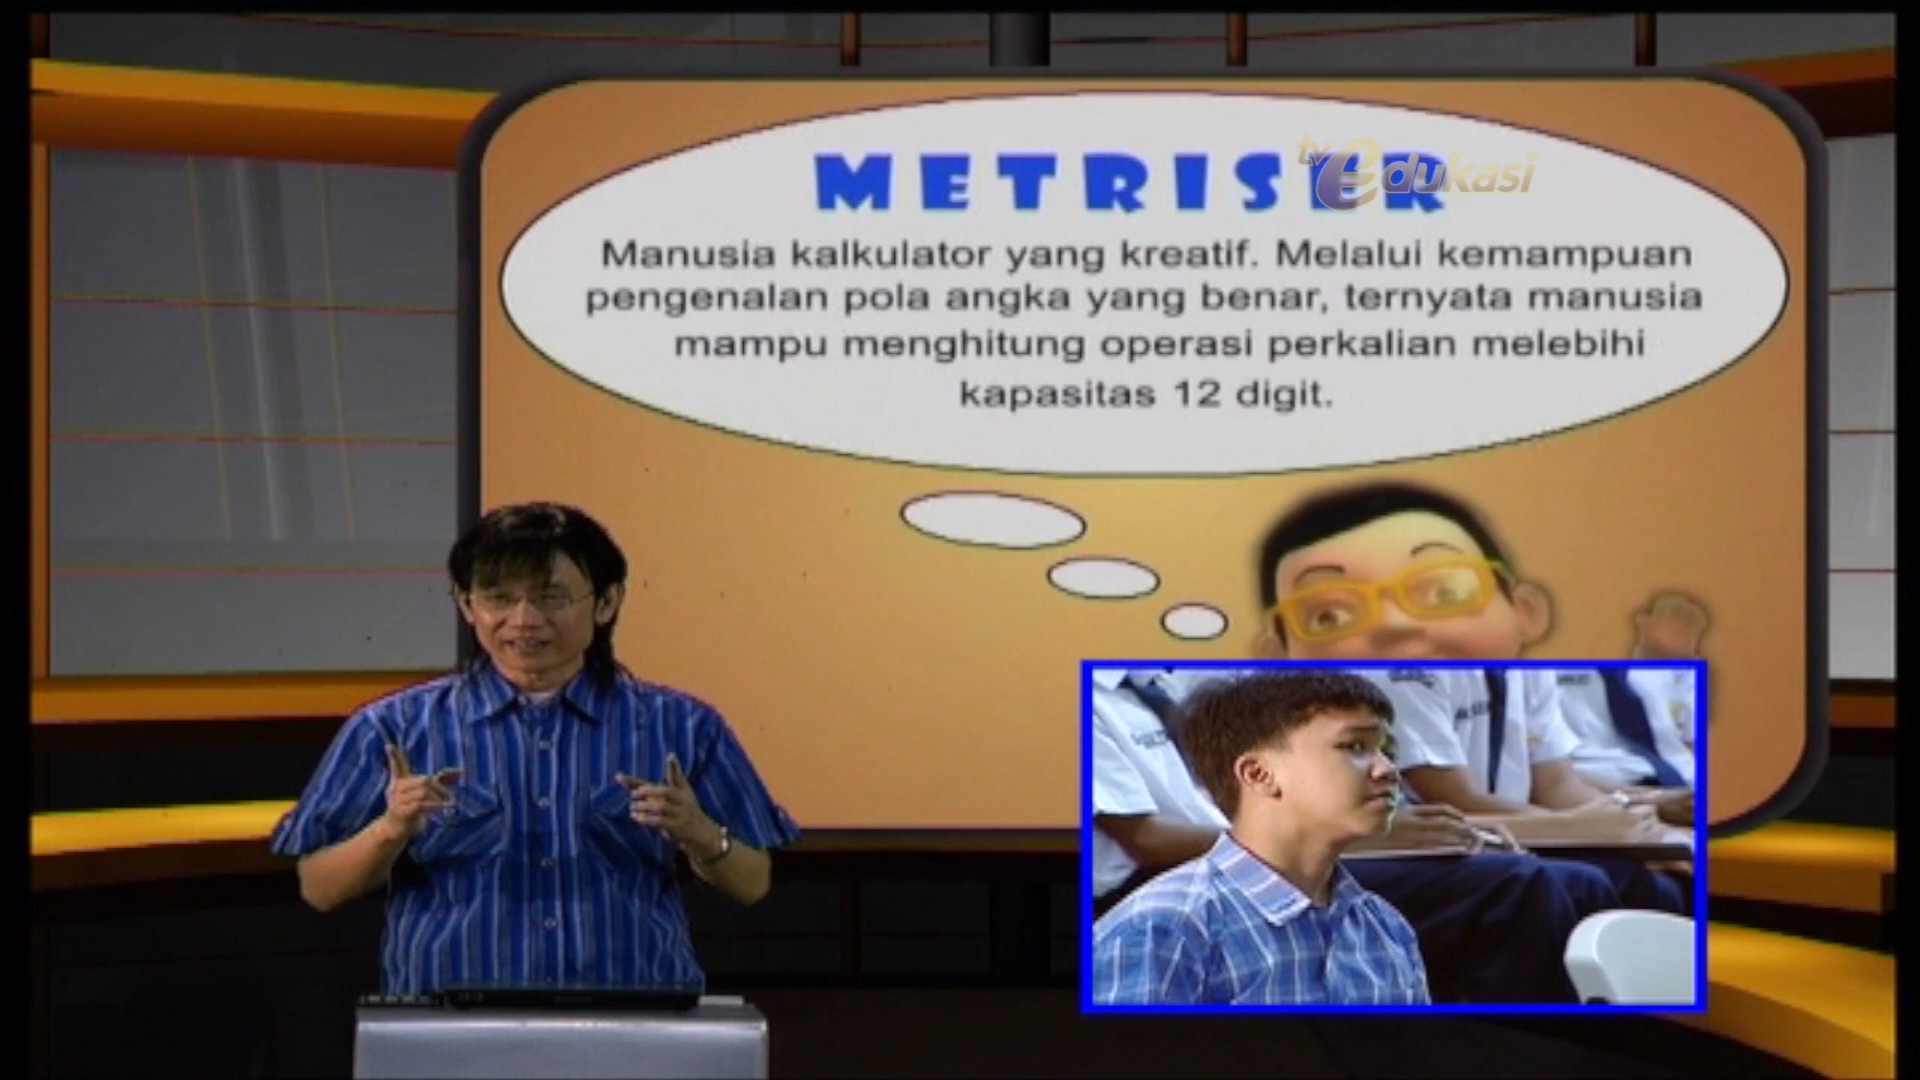 METRISER
tv edukasi
Manusia kalkulator yang kreatif. Melalui kemampuan
pengenalan pola angka yang benar, ternyata manusia
mampu menghitung operasi perkalian melebihi
kapasitas 12 digit.